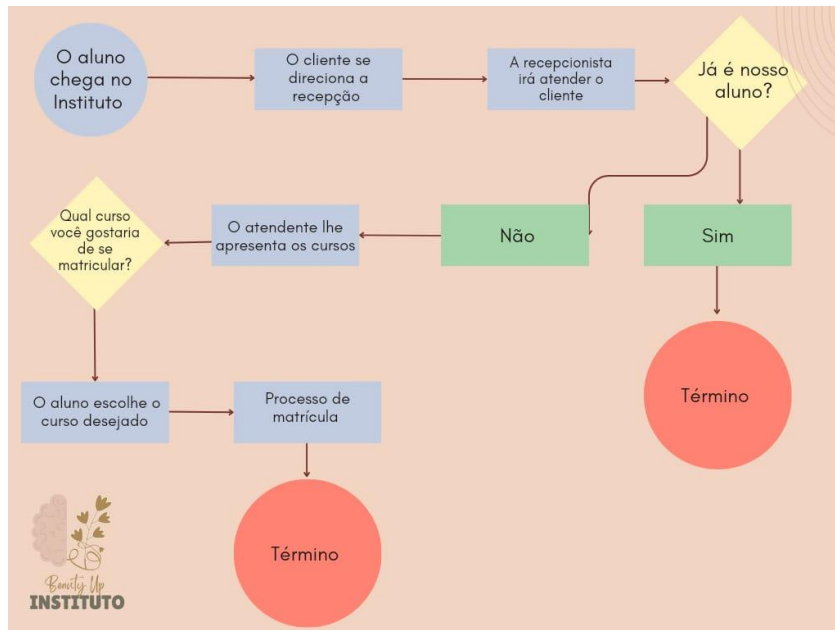 O aluno
chega no
Instituto
O cliente se
direciona a
recepção
A recepcionista
irá atender o
cliente
Já é nosso
aluno?
Qual curso
você gostaria
de se
matricular?
O atendente lhe
apresenta os cursos
Não
Sim
O aluno escolhe o
curso desejado
Processo de
matrícula
Término
Término
Beauty Up
INSTITUTO